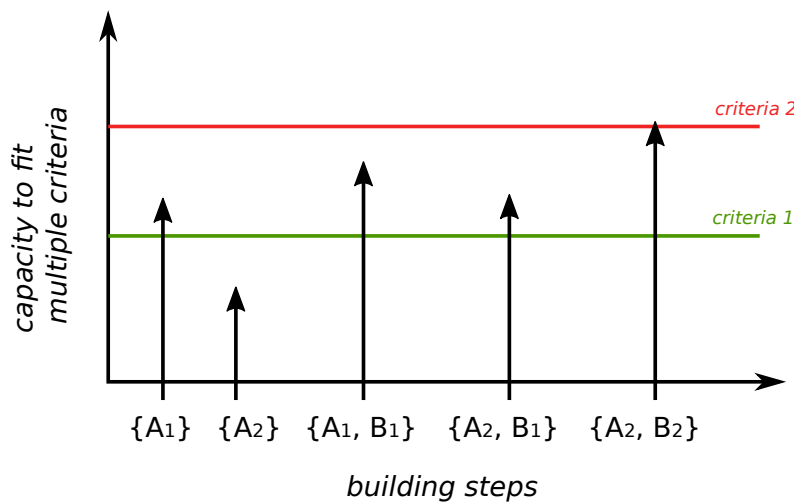 criteria 2
capacity to fit
multiple criteria
criteria 1
{A₁} {A₂} {A₁, B₁} {A₂, B₁} {A₂, B₂}
building steps